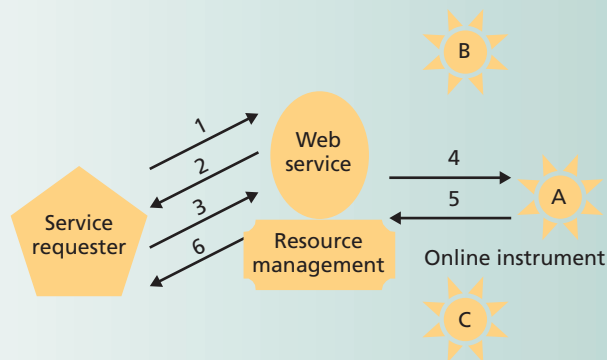 B
1
2
3
6
Web
service
4
5
A
Service
requester
Resource
management
Online instrument
C